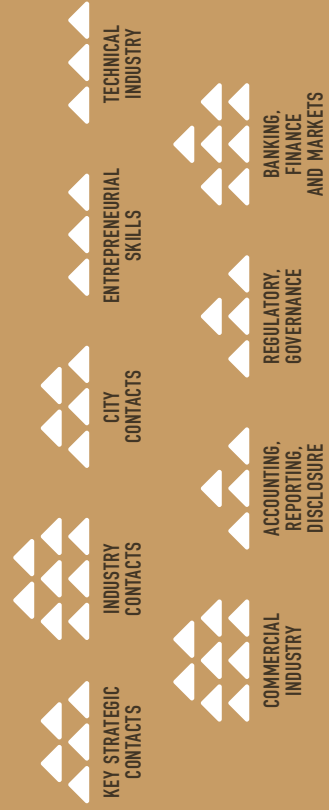 KEY STRATEGIC
CONTACTS
INDUSTRY
CONTACTS
CITY
CONTACTS
ENTREPRENEURIAL
SKILLS
TECHNICAL
INDUSTRY
COMMERCIAL
INDUSTRY
ACCOUNTING,
REPORTING,
DISCLOSURE
REGULATORY,
GOVERNANCE
BANKING,
FINANCE
AND MARKETS